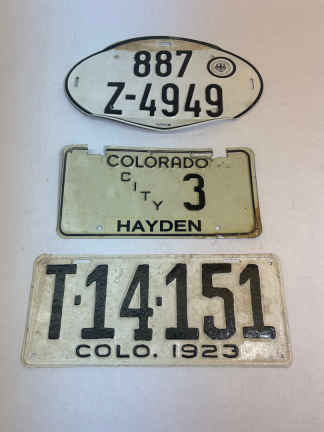 887
Z-4949
COLORADO
CITY 3
HAYDEN
T·14·151
COLO. 1923